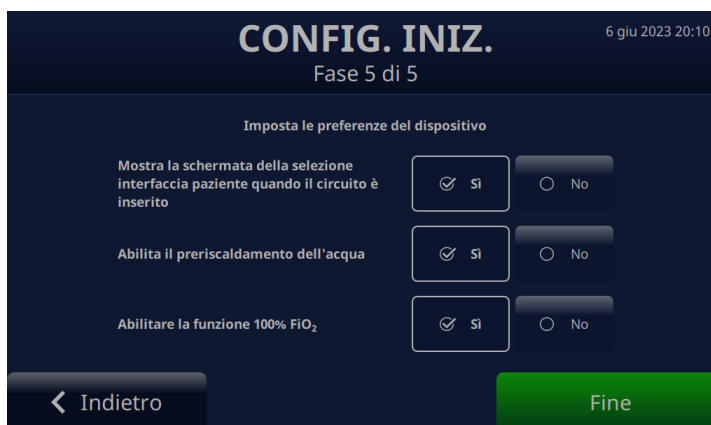 CONFIG. INIZ.
6 giu 2023 20:10
Fase 5 di 5
Imposta le preferenze del dispositivo
Mostra la schermata della selezione
interfaccia paziente quando il circuito è
inserito
Sì
No
Abilita il preriscaldamento dell'acqua
Sì
No
Abilitare la funzione 100% FiO₂
Sì
No
Indietro
Fine